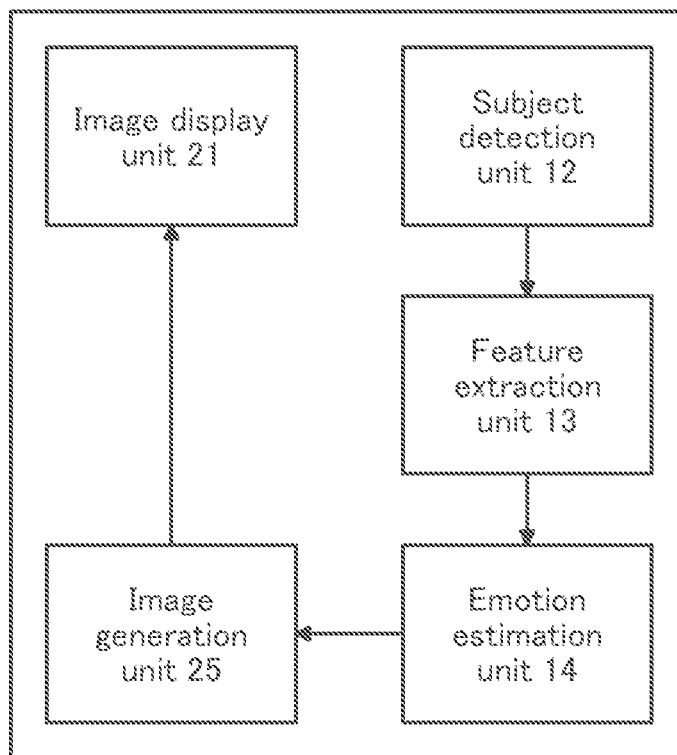 Image display
unit 21
Subject
detection
unit 12
Feature
extraction
unit 13
Image
generation
unit 25
Emotion
estimation
unit 14